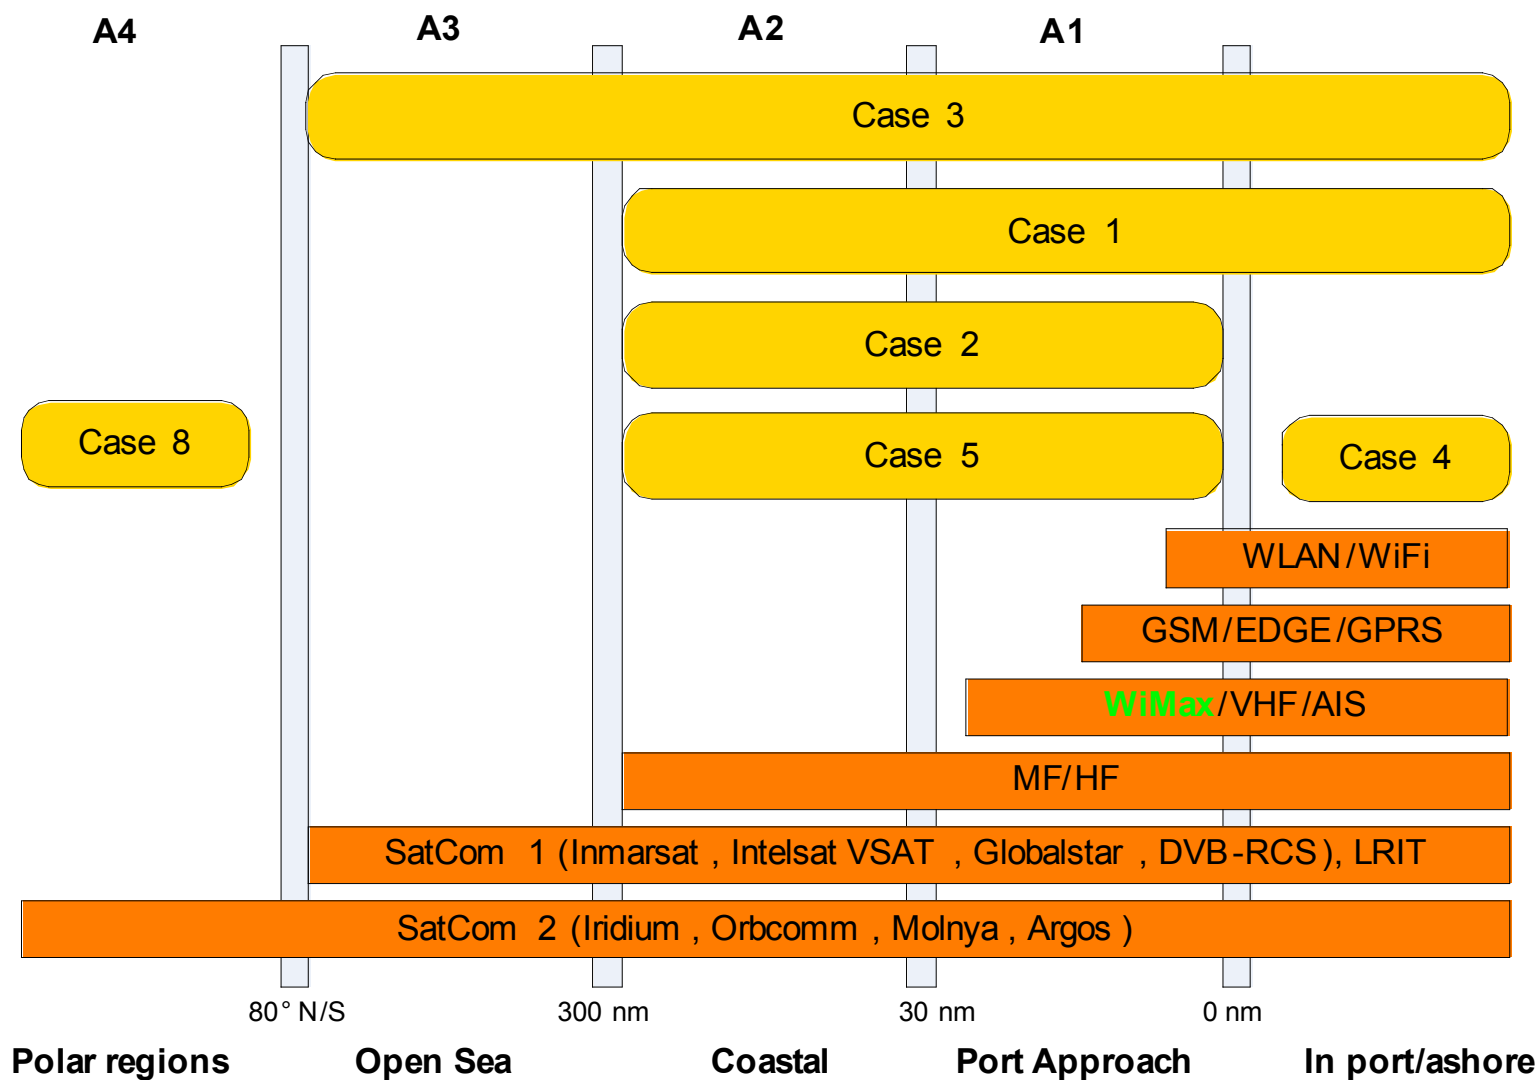 A4 A3 A2 A1
Case 3
Case 1
Case 2
Case 8 Case 5 Case 4
WLAN/WiFi
GSM/EDGE/GPRS
WiMax/VHF/AIS
MF/HF
SatCom 1 (Inmarsat, Intelsat VSAT, Globalstar, DVB-RCS), LRIT
SatCom 2 (Iridium, Orbcomm, Molnya, Argos)
80° N/S 300 nm 30 nm 0 nm
Polar regions Open Sea Coastal Port Approach In port/ashore